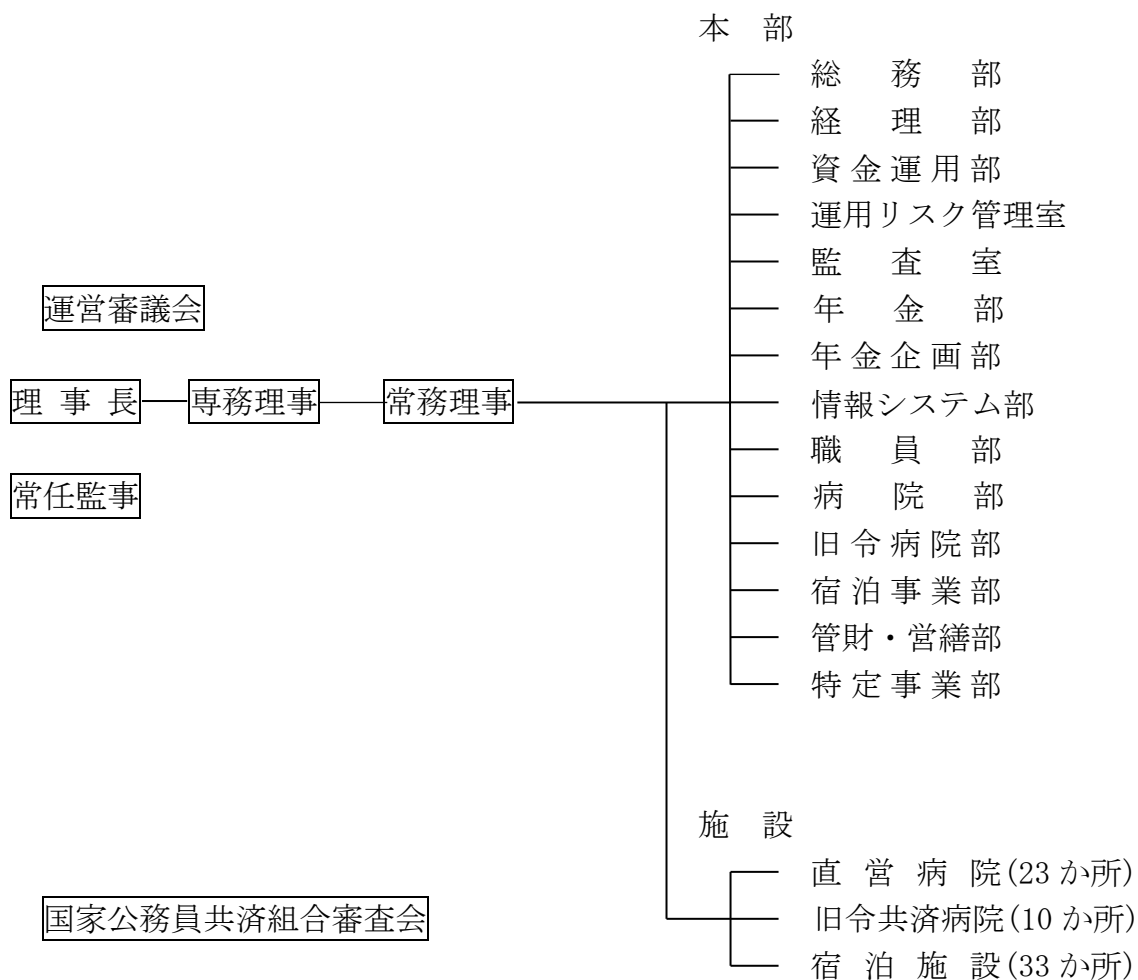 本　部
総　務　部
経　理　部
資金運用部
運用リスク管理室
監　査　室
運営審議会
年　金　部
年金企画部
理 事 長　専務理事　常務理事　情報システム部
職　員　部
常任監事
病　院　部
旧令病院部
宿泊事業部
管財・営繕部
特定事業部
施　設
直 営 病 院(23 か所)
国家公務員共済組合審査会　旧令共済病院(10 か所)
宿 泊 施 設(33 か所)